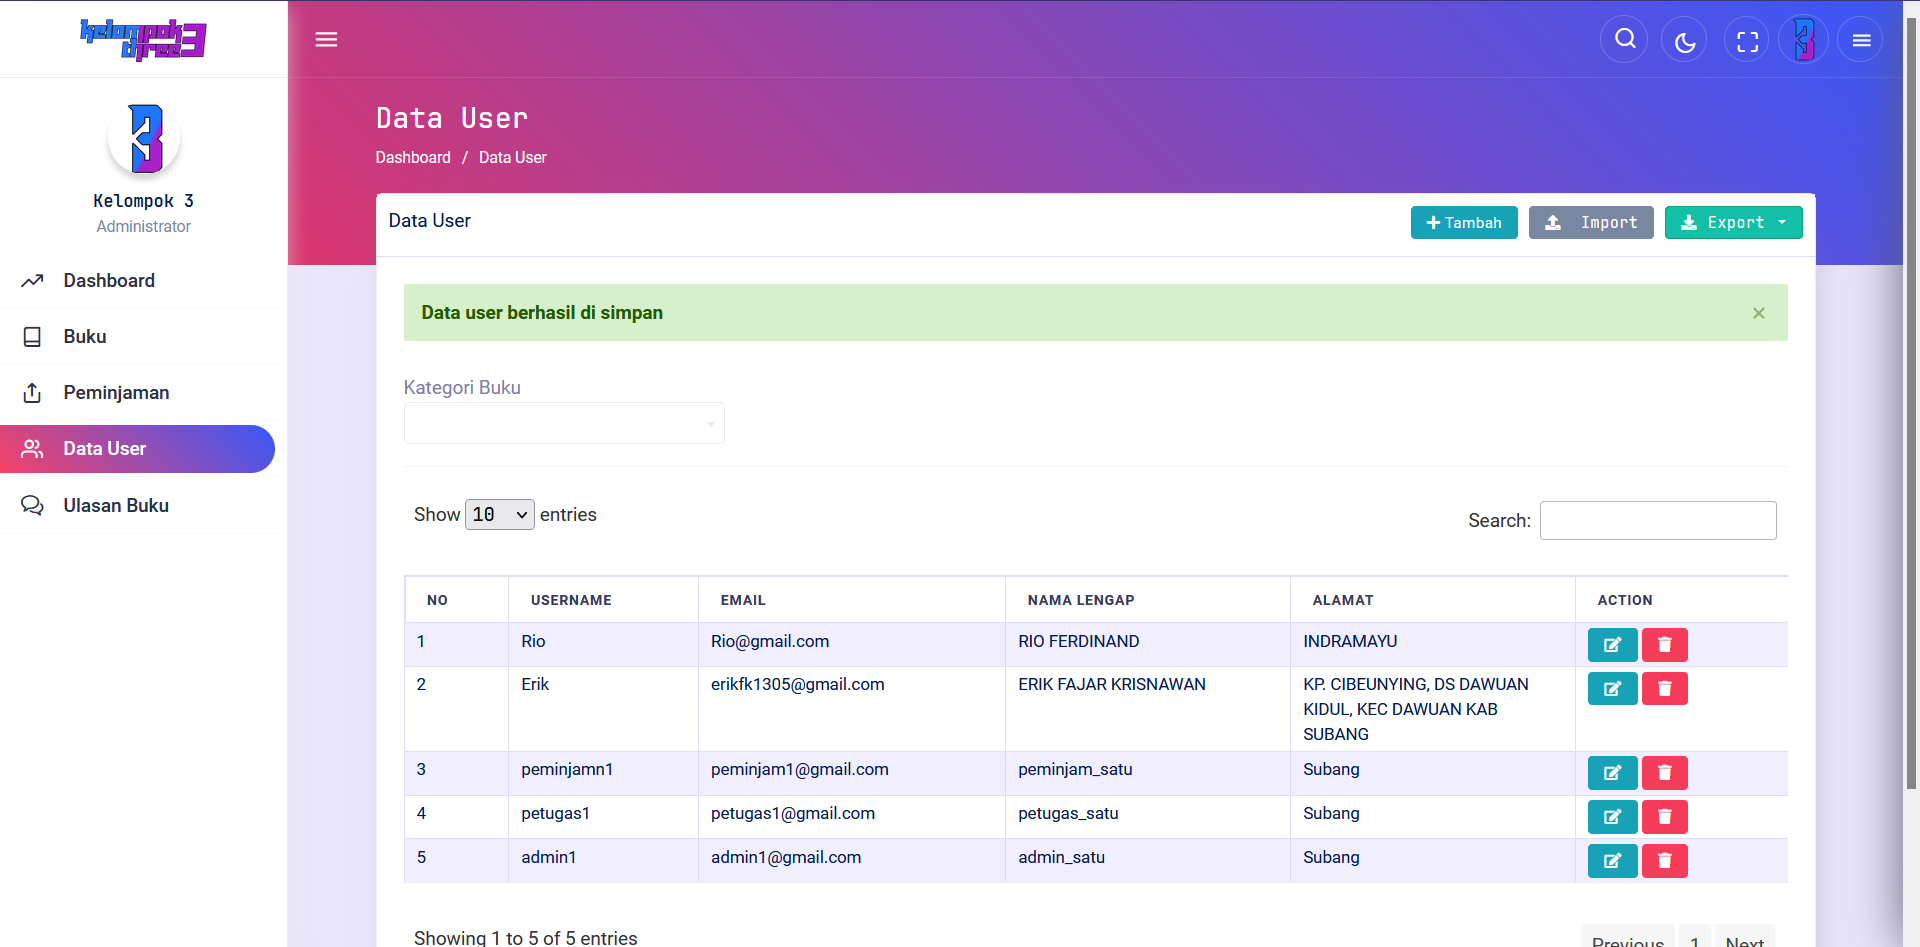 kelompok
three3
Kelompok 3
Administrator
Dashboard
Buku
Peminjaman
Data User
Ulasan Buku
Data User
Dashboard / Data User
Data User
Tambah
Import
Export
Data user berhasil di simpan
×
Kategori Buku
Show 10 entries
Search:
NO USERNAME EMAIL NAMA LENGAP ALAMAT ACTION
1 Rio Rio@gmail.com RIO FERDINAND INDRAMAYU
2 Erik erikfk1305@gmail.com ERIK FAJAR KRISNAWAN KP. CIBEUNYING, DS DAWUAN
KIDUL, KEC DAWUAN KAB
SUBANG
3 peminjamn1 peminjam1@gmail.com peminjam_satu Subang
4 petugas1 petugas1@gmail.com petugas_satu Subang
5 admin1 admin1@gmail.com admin_satu Subang
Showing 1 to 5 of 5 entries
Previous 1 Next